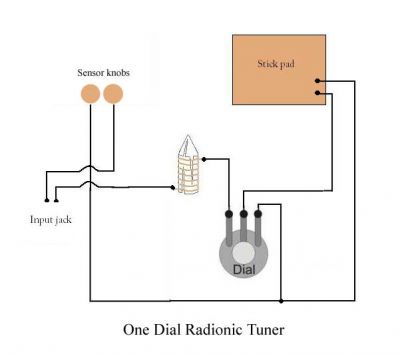 Sensor knobs
Stick pad
Input jack
Dial
One Dial Radionic Tuner